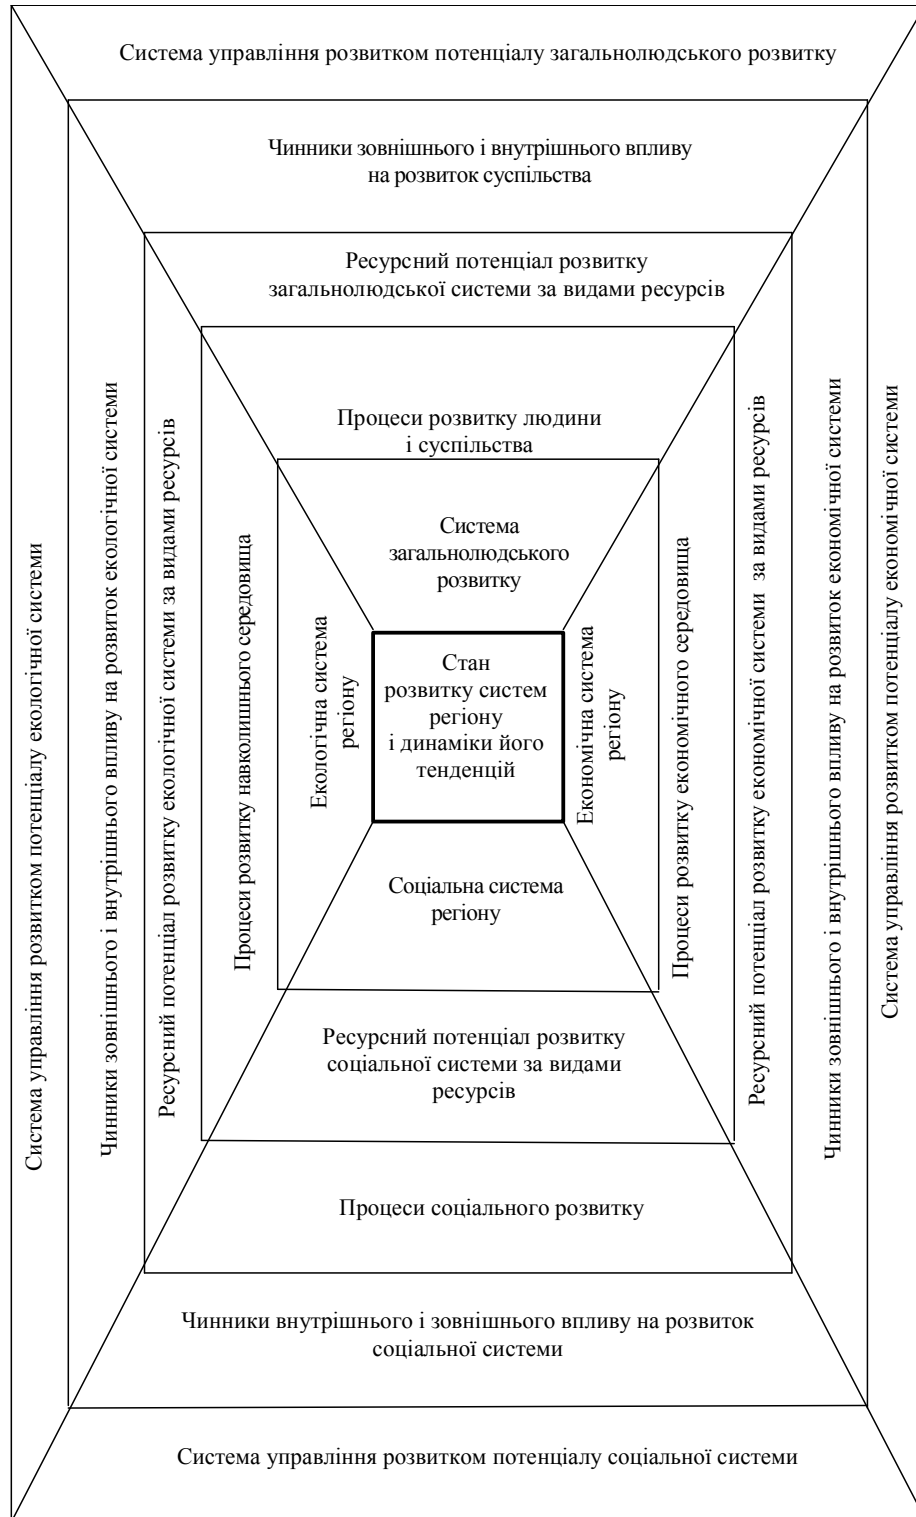 Система управління розвитком потенціалу загальнолюдського розвитку
Чинники зовнішнього і внутрішнього впливу
на розвиток суспільства
Ресурсний потенціал розвитку
загальнолюдської системи за видами ресурсів
Процеси розвитку людини
і суспільства
Система
загальнолюдського
розвитку
Система управління розвитком потенціалу екологічної системи
Чинники зовнішнього і внутрішнього впливу на розвиток екологічної системи
Ресурсний потенціал розвитку екологічної системи за видами ресурсів
Процеси розвитку навколишнього середовища
Екологічна система
регіону
Стан
розвитку систем
регіону
і динаміки його
тенденцій
Економічна система
регіону
Процеси розвитку економічного середовища
Ресурсний потенціал розвитку економічної системи за видами ресурсів
Чинники зовнішнього і внутрішнього впливу на розвиток економічної системи
Система управління розвитком потенціалу економічної системи
Соціальна система
регіону
Ресурсний потенціал розвитку
соціальної системи за видами
ресурсів
Процеси соціального розвитку
Чинники внутрішнього і зовнішнього впливу на розвиток
соціальної системи
Система управління розвитком потенціалу соціальної системи